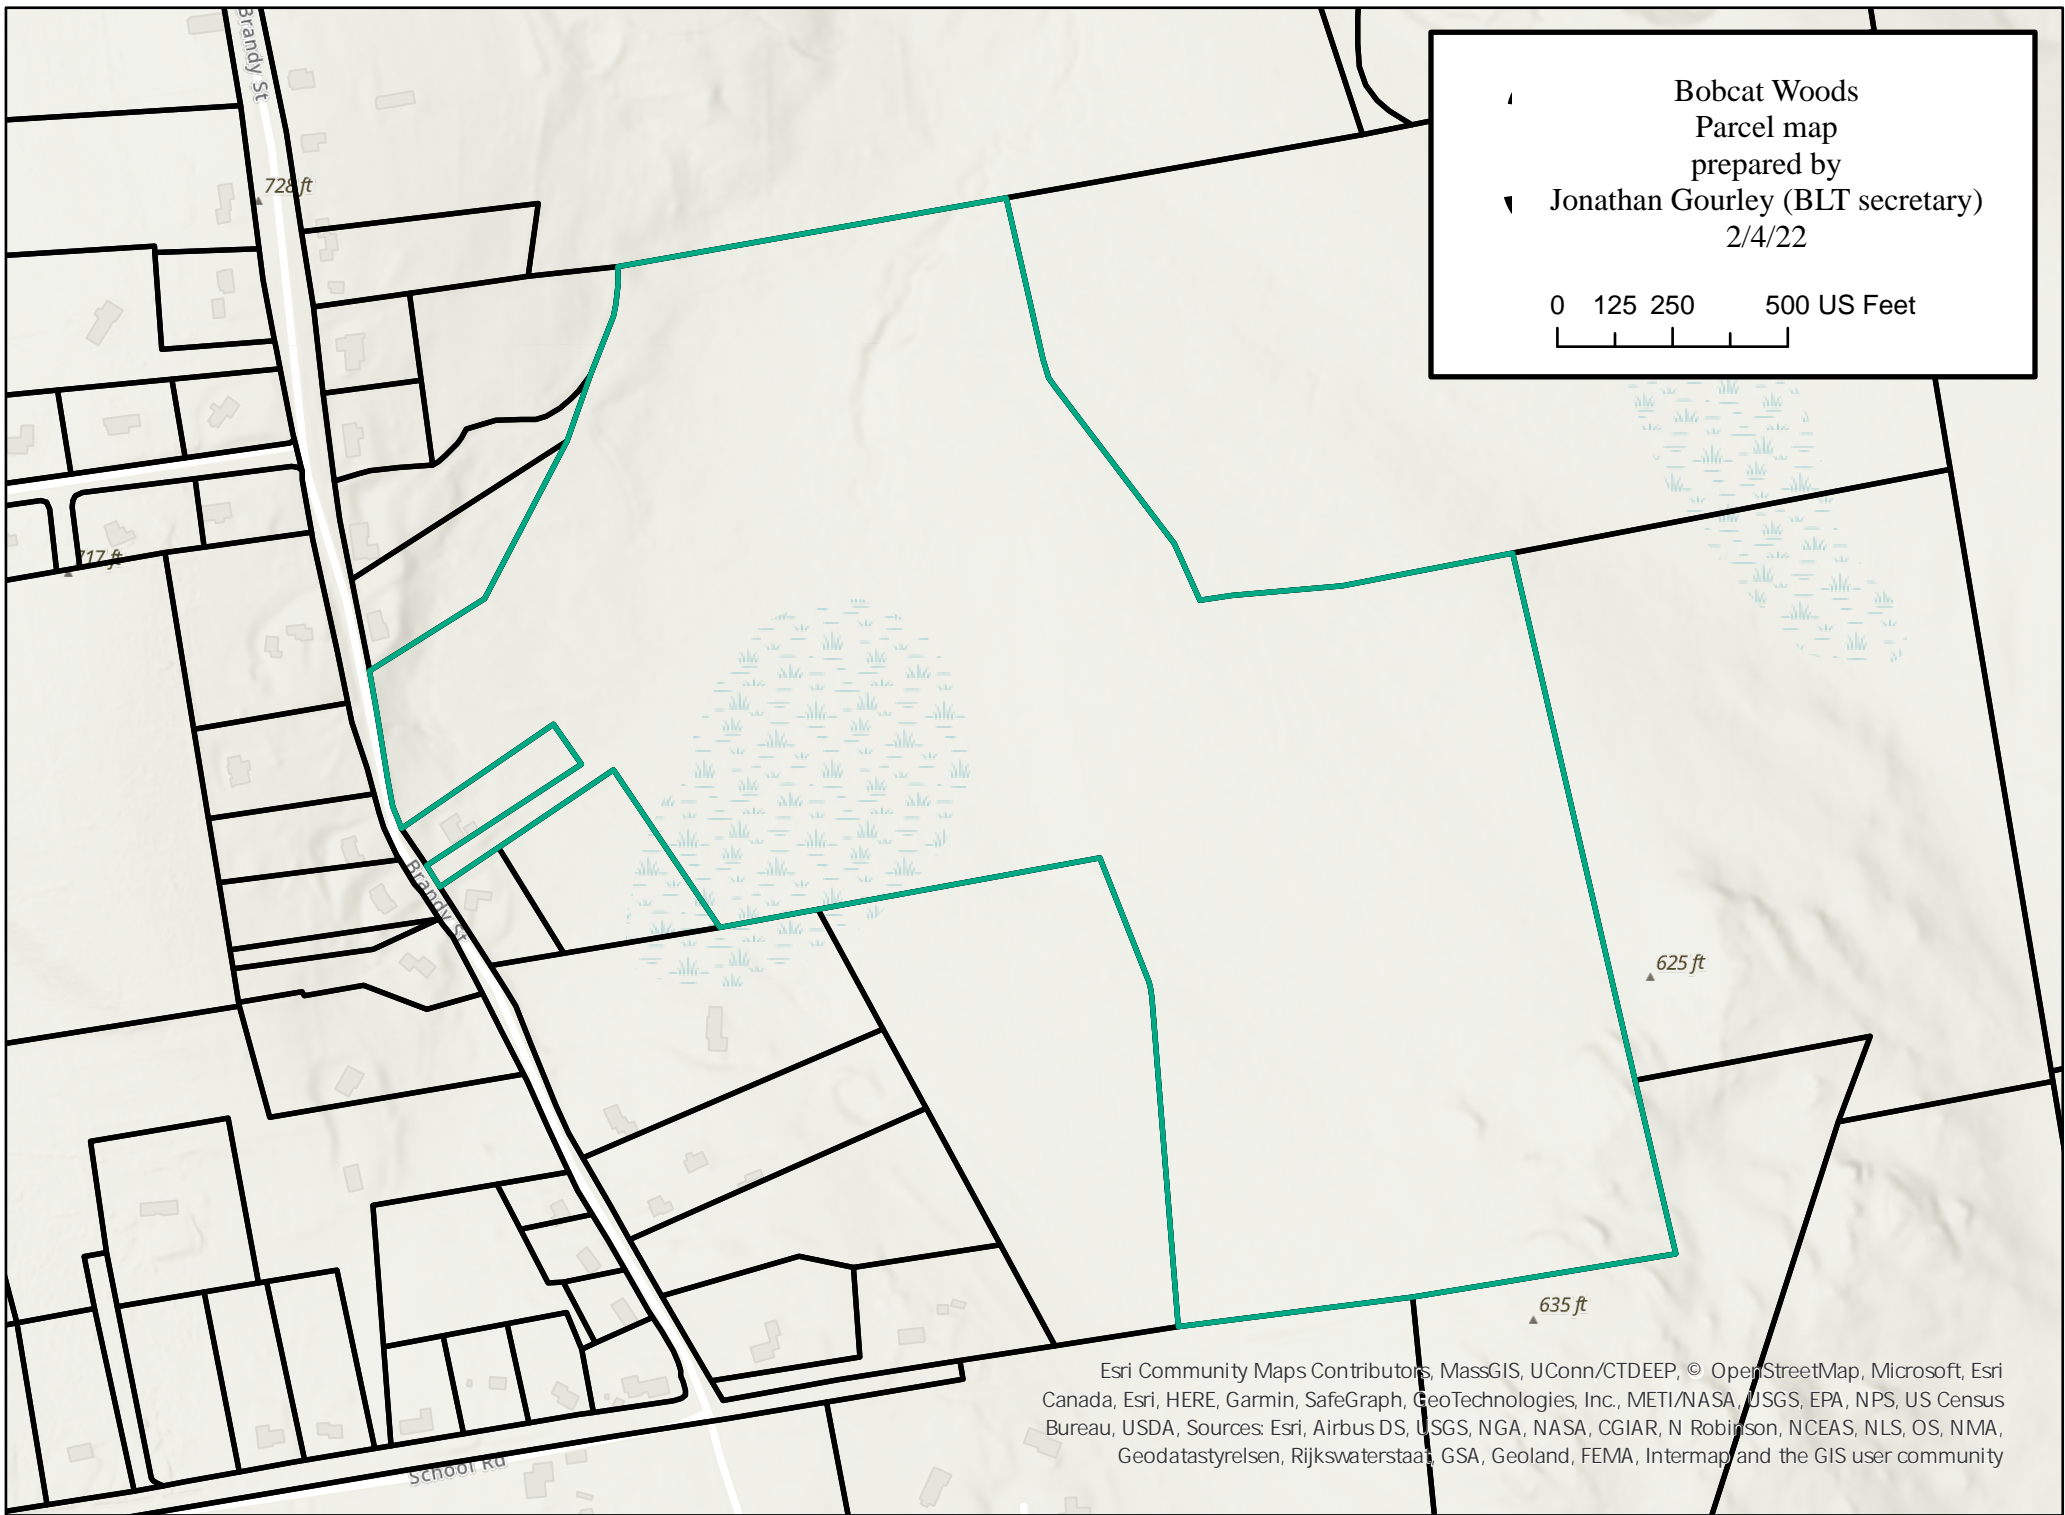 Brandy St
Bobcat Woods
Parcel map
prepared by
Jonathan Gourley (BLT secretary)
2/4/22
0 125 250 500 US Feet
728 ft
717 ft
Brandy St
625 ft
635 ft
Esri Community Maps Contributors, MassGIS, UConn/CTDEEP, © OpenStreetMap, Microsoft, Esri
Canada, Esri, HERE, Garmin, SafeGraph, GeoTechnologies, Inc., METI/NASA, USGS, EPA, NPS, US Census
Bureau, USDA, Sources: Esri, Airbus DS, USGS, NGA, NASA, CGIAR, N Robinson, NCEAS, NLS, OS, NMA,
Geodatastyrelsen, Rijkswaterstaat, GSA, Geoland, FEMA, Intermap and the GIS user community
School Rd